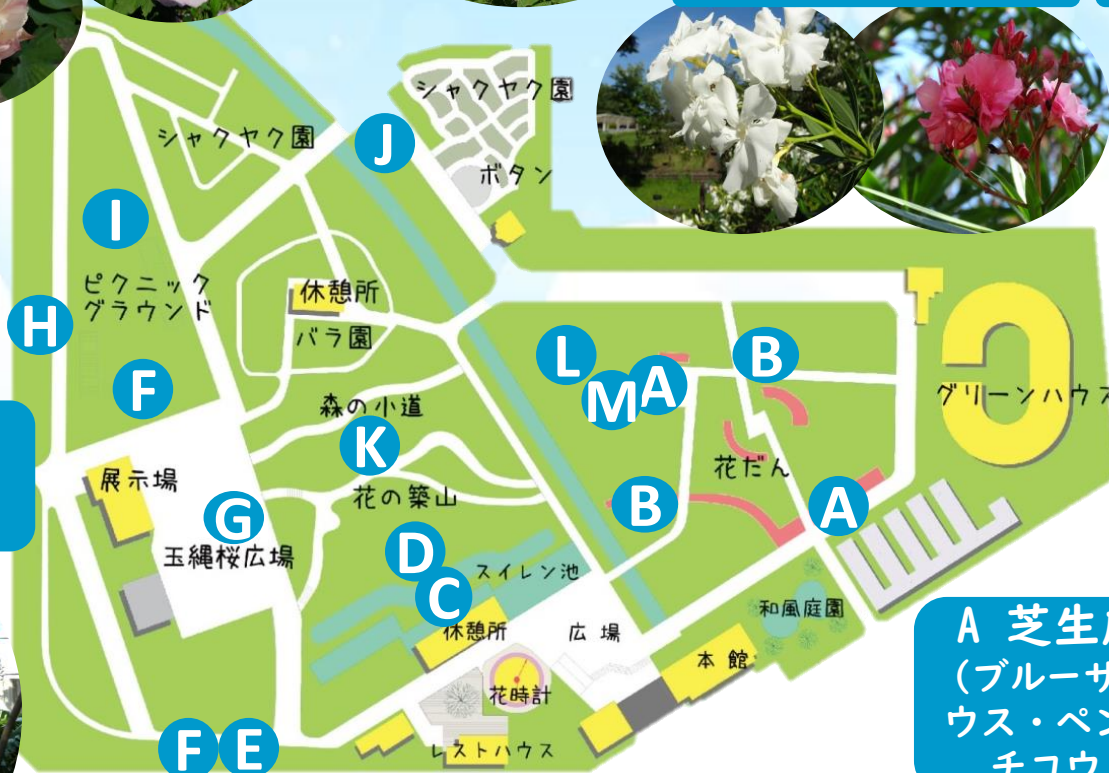 シャクヤク園
シャクヤク園
J
ボタン
I
ピクニック
グラウンド
休憩所
H
バラ園
L
B
M
A
F
グリーンハウス
森の小道
K
花だん
展示場
花の築山
B
A
G
玉縄桜広場
D
スイレン池
C
和風庭園
休憩所
広場
本館
花時計
F
E
レストハウス
A 芝生
(ブルーサ
ウス・ペン
チコウ